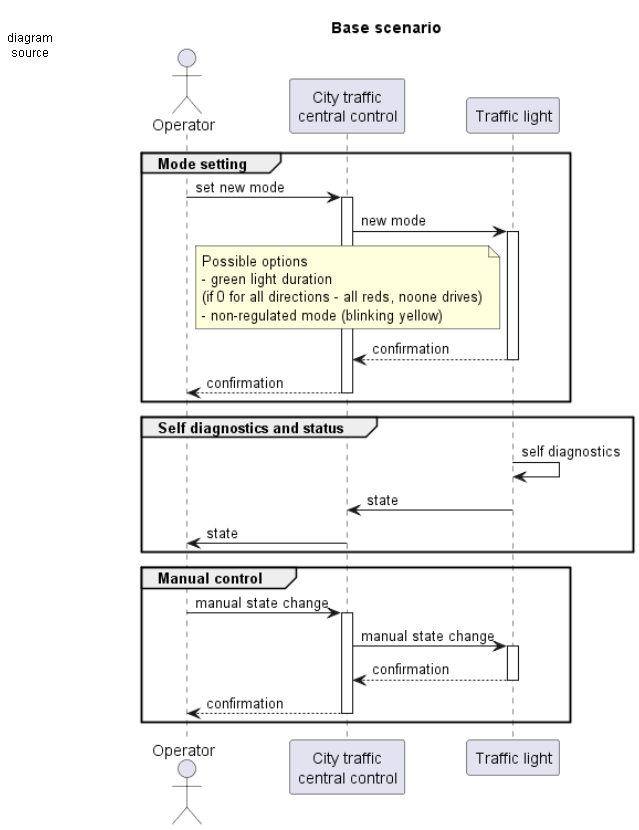 Base scenario
diagram
source
Operator
City traffic
central control
Traffic light
Mode setting
set new mode
new mode
Possible options
- green light duration
(if 0 for all directions - all reds, noone drives)
- non-regulated mode (blinking yellow)
confirmation
confirmation
Self diagnostics and status
self diagnostics
state
state
Manual control
manual state change
manual state change
confirmation
confirmation
Operator
City traffic
central control
Traffic light